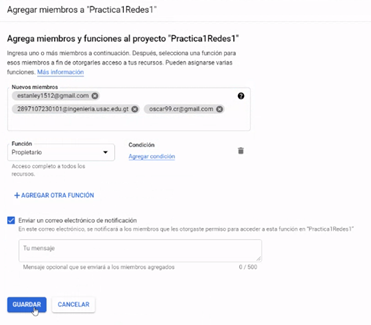 Agregar miembros a "Practica1Redes1"
Agrega miembros y funciones al proyecto "Practica1Redes1"
Ingresa uno o más miembros a continuación. Después, selecciona una función para
esos miembros a fin de otorgarles acceso a tus recursos. Pueden asignarse varias
funciones. Más información
Nuevos miembros
estanley1512@gmail.com
2897107230101@ingenieria.usac.edu.gt oscar99.cr@gmail.com
Función
Propietario
Condición
Agregar condición
Acceso completo a todos los
recursos.
+ AGREGAR OTRA FUNCIÓN
Enviar un correo electrónico de notificación
En este correo electrónico, se notificará a los miembros que les otorgaste permiso para acceder a esta función en "Practica1Redes1"
Tu mensaje
Mensaje opcional que se enviará a los miembros agregados
0 / 500
GUARDAR
CANCELAR